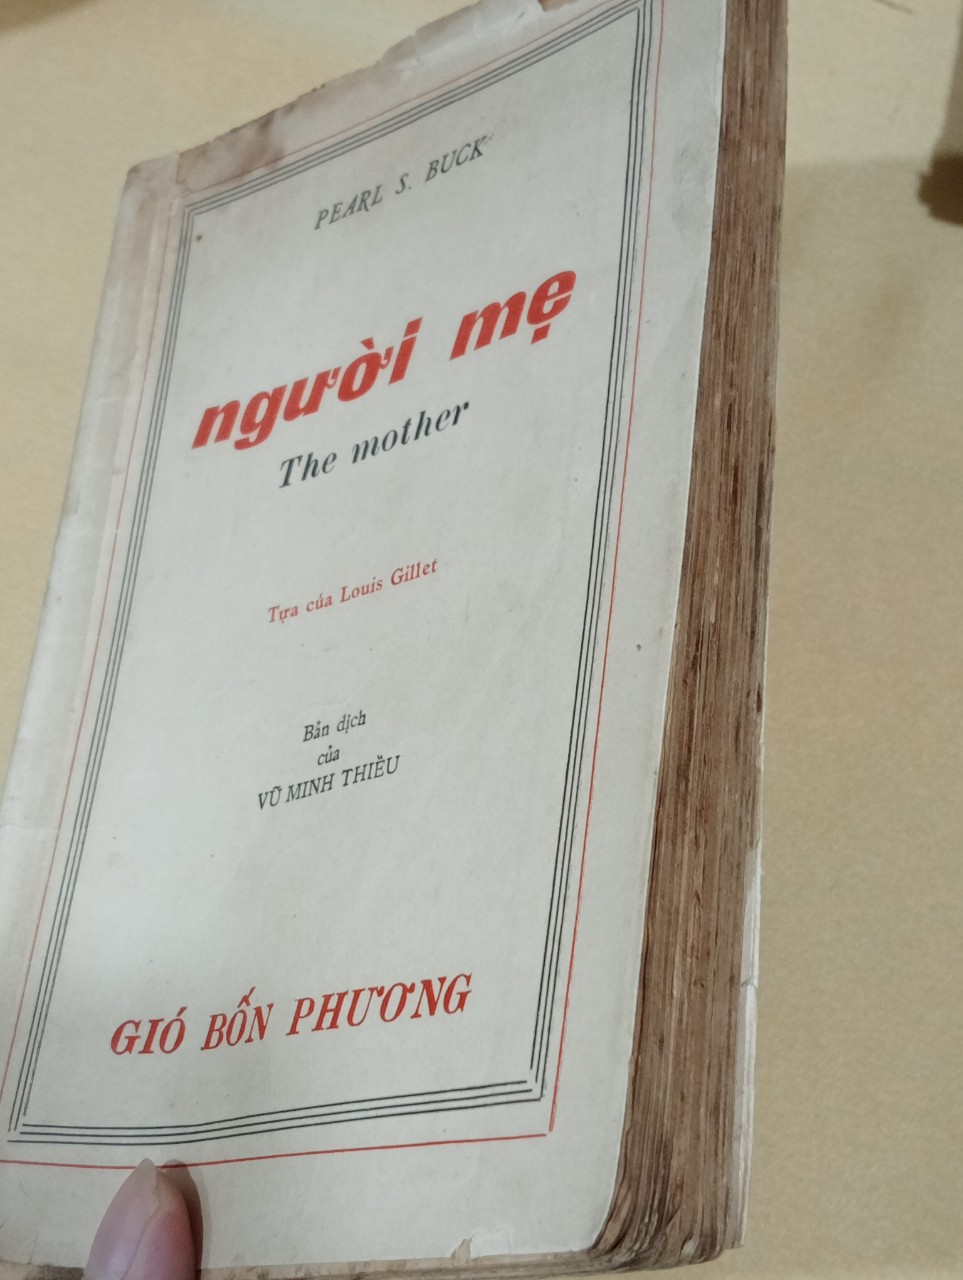 PEARL S. BUCK
người mẹ
The mother
Tựa của Louis Gillet
Bản dịch
của
VŨ MINH THIỀU
GIÓ BỐN PHƯƠNG